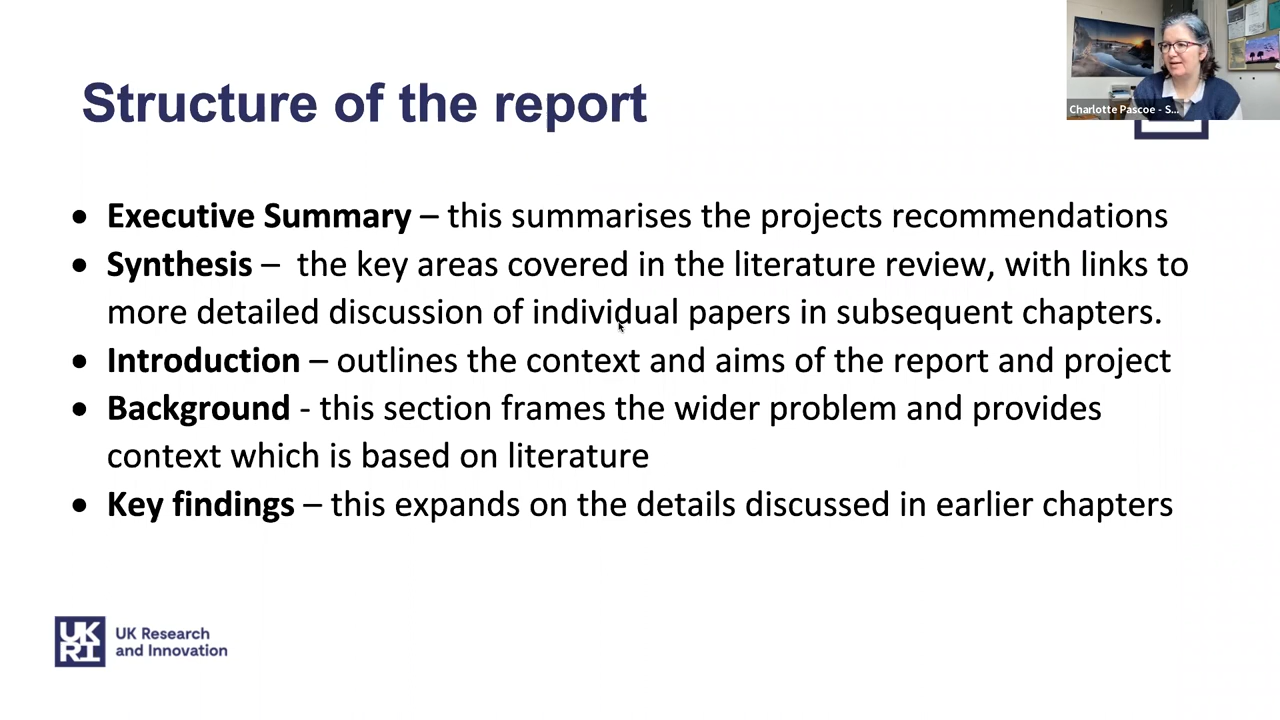 Charlotte Pascoe - S...
Structure of the report
• Executive Summary – this summarises the projects recommendations
• Synthesis – the key areas covered in the literature review, with links to
more detailed discussion of individual papers in subsequent chapters.
• Introduction – outlines the context and aims of the report and project
• Background - this section frames the wider problem and provides
context which is based on literature
• Key findings – this expands on the details discussed in earlier chapters
UK
RI
UK Research
and Innovation